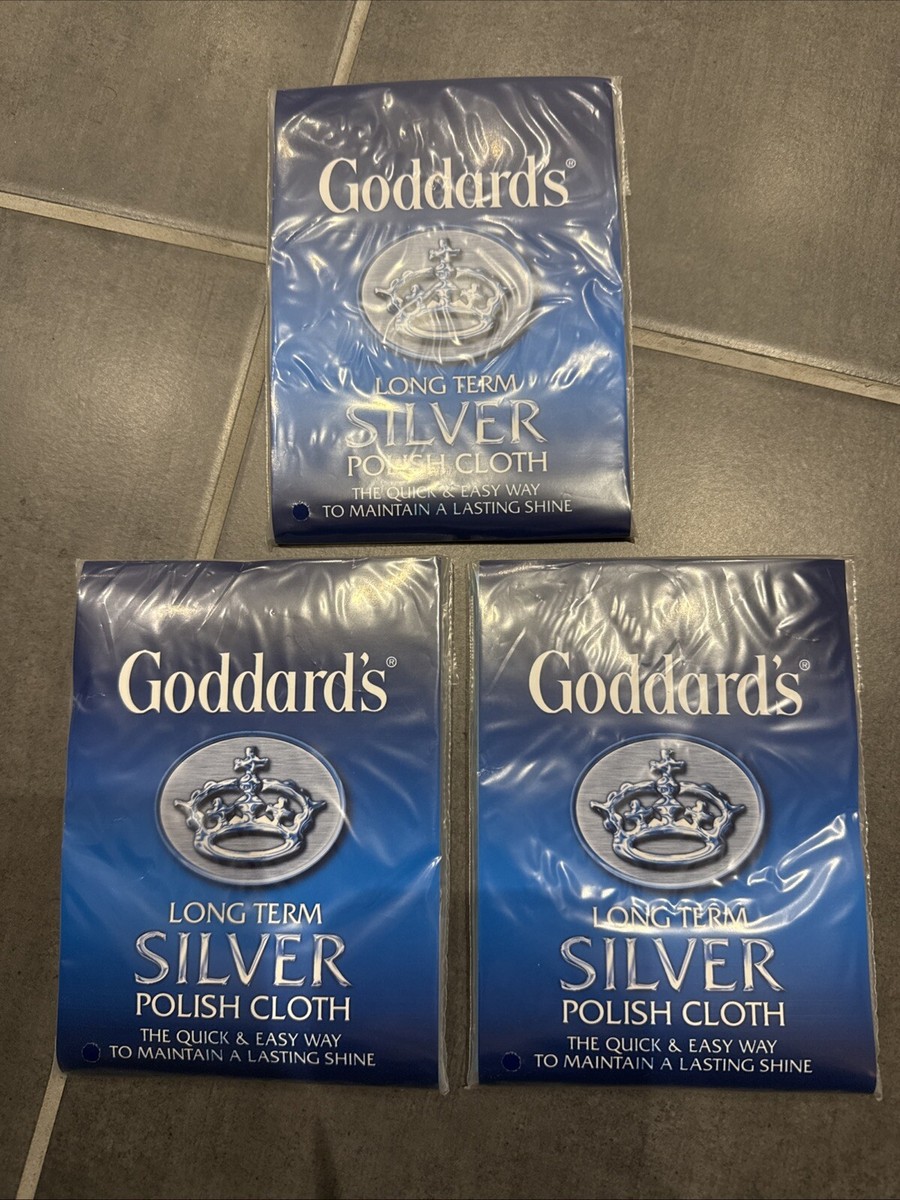 Goddard's®
LONG TERM
SILVER
POLISH CLOTH
THE QUICK & EASY WAY
TO MAINTAIN A LASTING SHINE
Goddard's®
LONG TERM
SILVER
POLISH CLOTH
THE QUICK & EASY WAY
TO MAINTAIN A LASTING SHINE
Goddard's®
LONG TERM
SILVER
POLISH CLOTH
THE QUICK & EASY WAY
TO MAINTAIN A LASTING SHINE